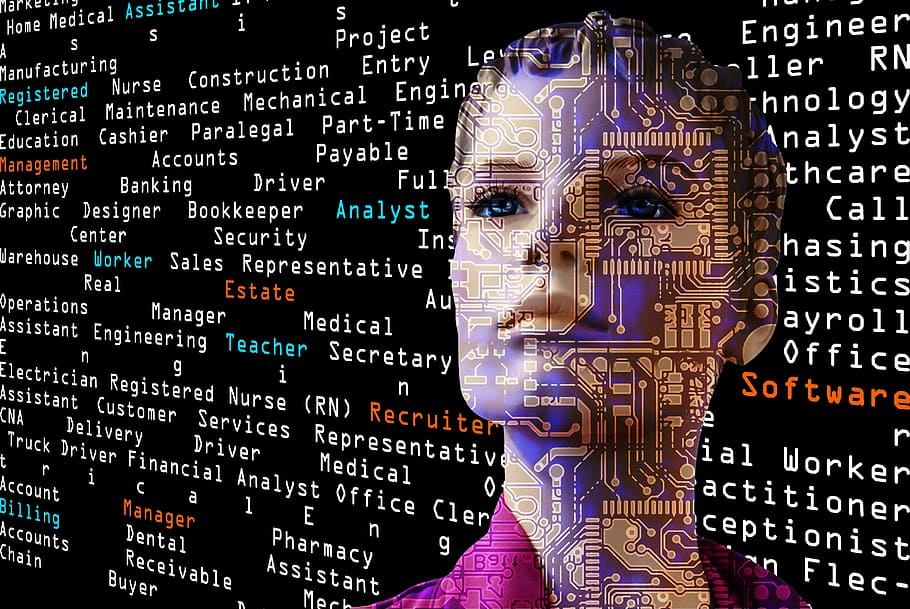 Marketing
Home Medical Assistant
A s s i s t
Project
Manufacturing
Registered Nurse Construction Entry Le
Clerical Maintenance Mechanical Engineer
Education Cashier Paralegal Part-Time
Management Accounts Payable
Attorney Banking Driver Full
Graphic Designer Bookkeeper Analyst
Center Security Ins
Warehouse Worker Sales Representative
Real Estate Au
Operations Manager Medical
Assistant Engineering Teacher Secretary
E n g i n
Electrician Registered Nurse (RN) Recruiter
Assistant Customer Services Representative
CNA Delivery Driver Medical
Truck Driver Financial Analyst Office Cler
t r i c a l E n g
Account
Billing Manager
Accounts Dental Pharmacy
Chain Receivable Assistant
Buyer Mech
Engineer
ller RN
hnology
Analyst
thcare
Call
hasing
istics
ayroll
Office
Software
e r
ial Worker
actitioner
ceptionist
gn Flec-